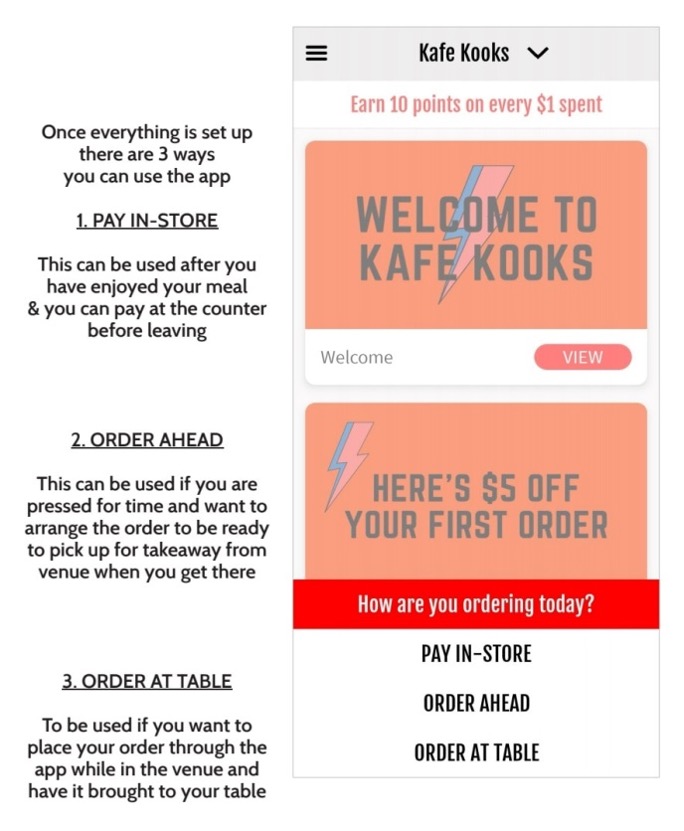 Once everything is set up
there are 3 ways
you can use the app
1. PAY IN-STORE
This can be used after you
have enjoyed your meal
& you can pay at the counter
before leaving
2. ORDER AHEAD
This can be used if you are
pressed for time and want to
arrange the order to be ready
to pick up for takeaway from
venue when you get there
3. ORDER AT TABLE
To be used if you want to
place your order through the
app while in the venue and
have it brought to your table
Kafe Kooks
Earn 10 points on every $1 spent
WELCOME TO
KAFE KOOKS
Welcome
VIEW
HERE'S $5 OFF
YOUR FIRST ORDER
How are you ordering today?
PAY IN-STORE
ORDER AHEAD
ORDER AT TABLE